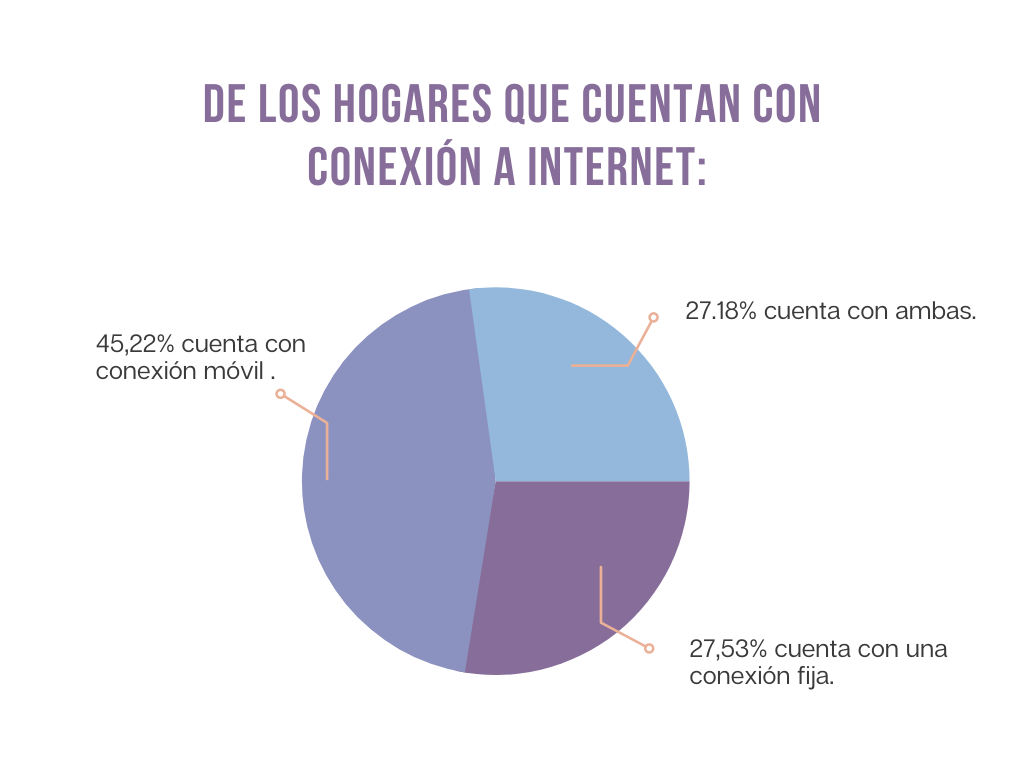 DE LOS HOGARES QUE CUENTAN CON
CONEXIÓN A INTERNET:
45,22% cuenta con
conexión móvil .
27.18% cuenta con ambas.
27,53% cuenta con una
conexión fija.